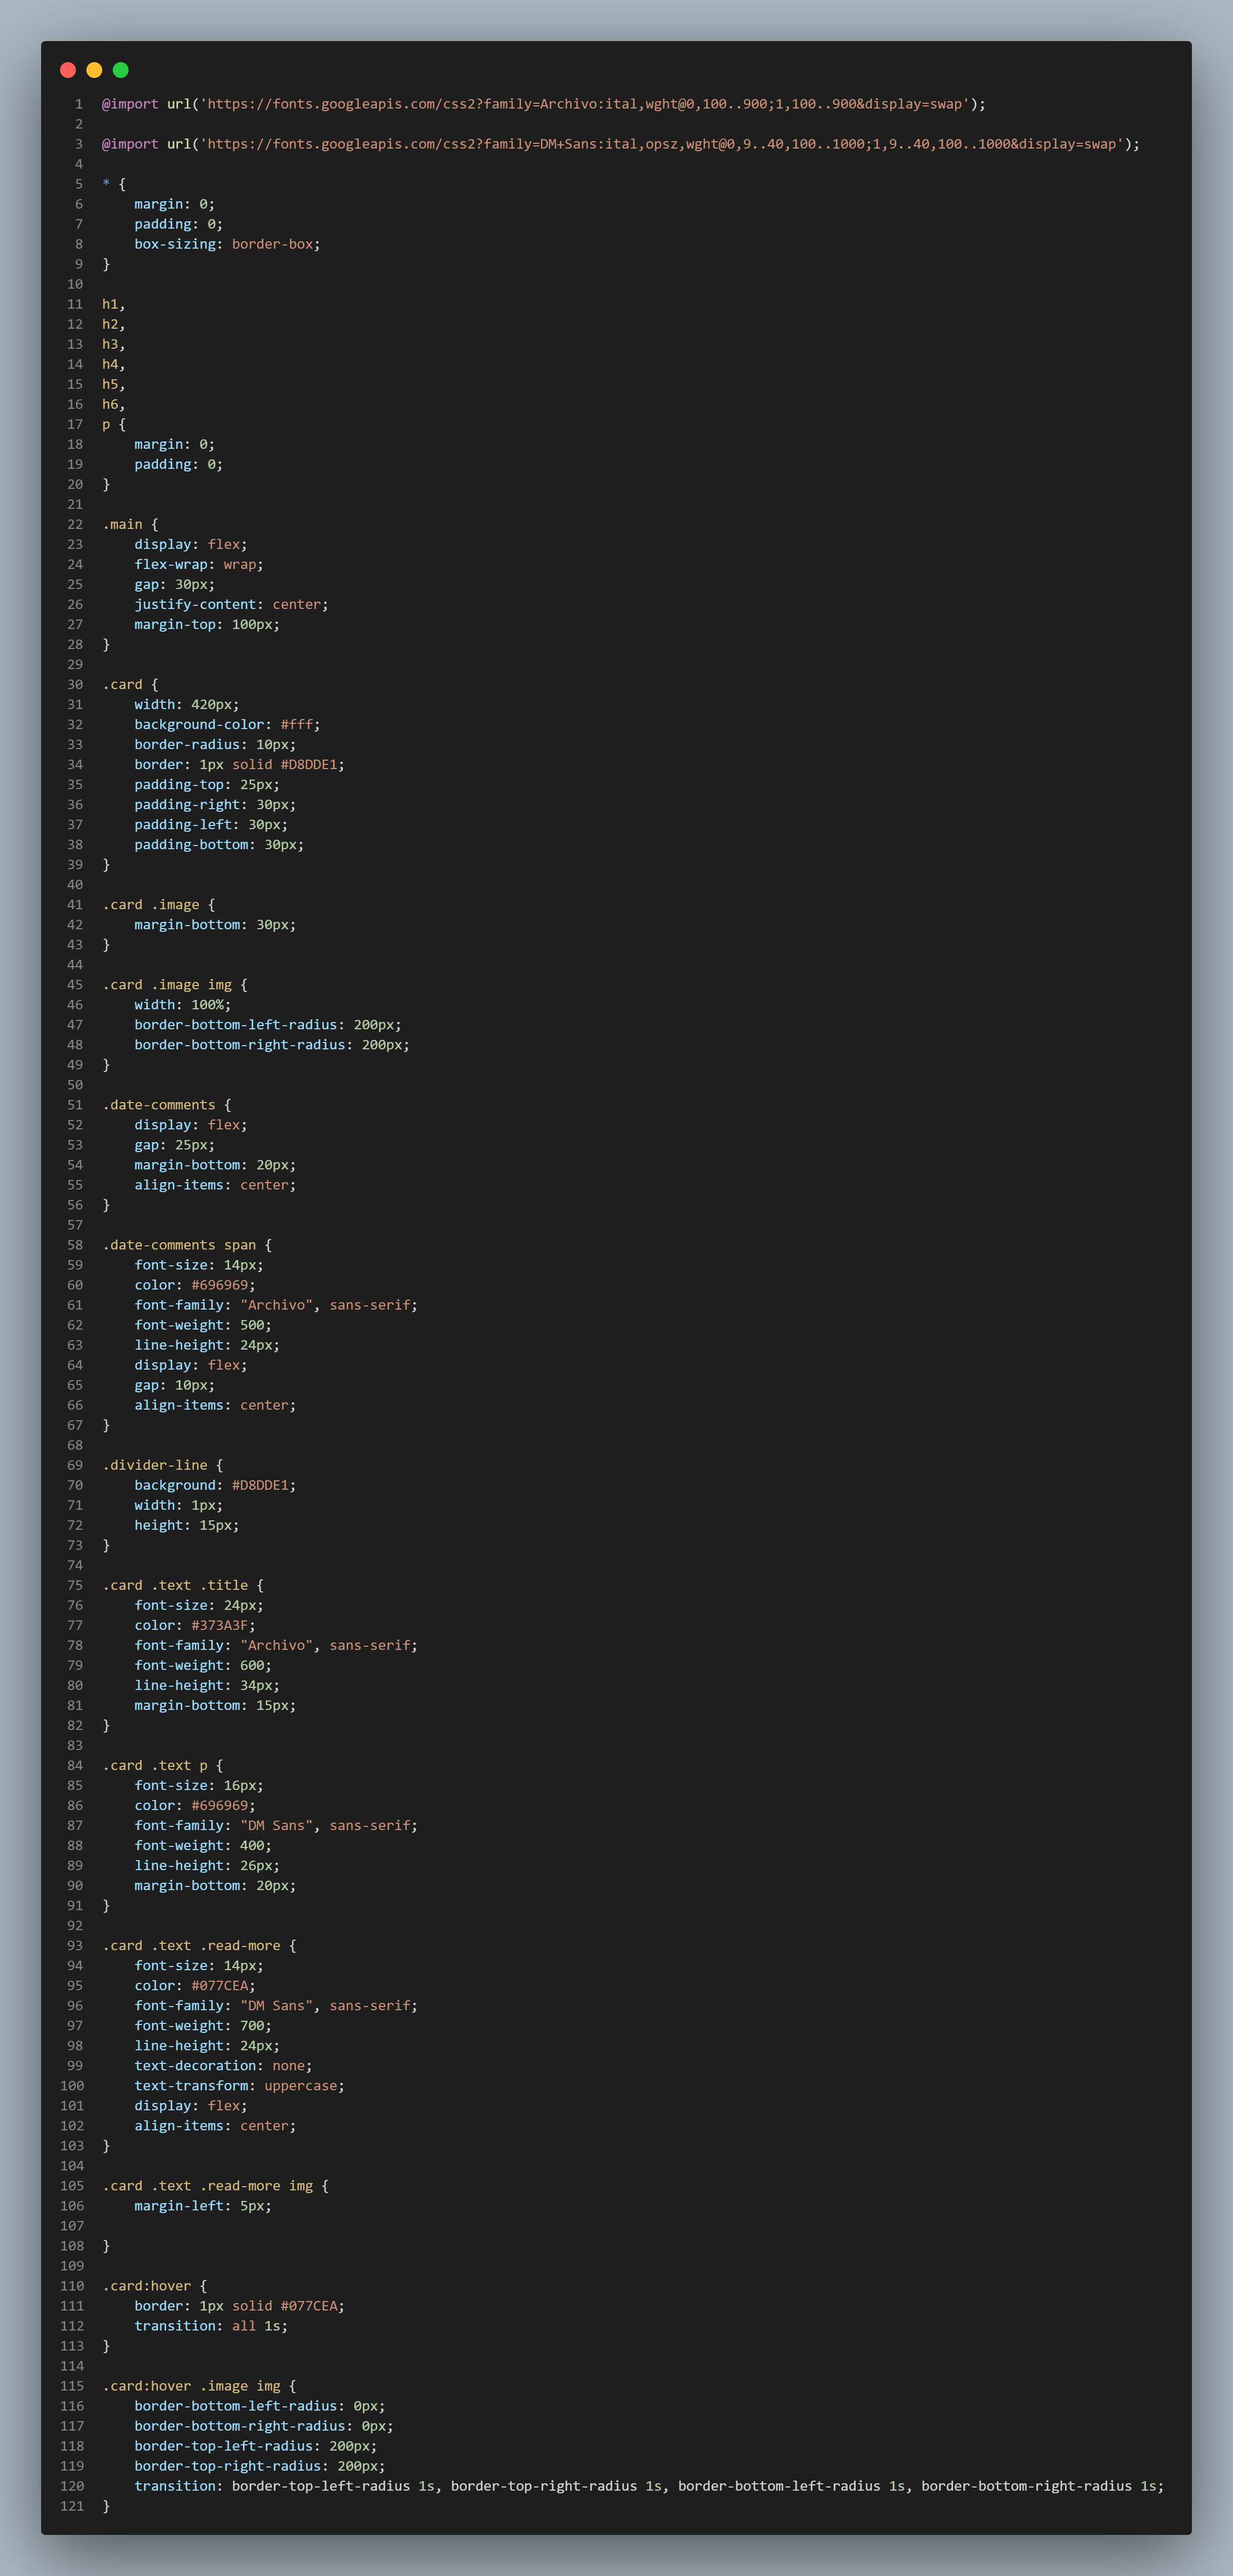 1 @import url('https://fonts.googleapis.com/css2?family=Archivo:ital,wght@0,100..900;1,100..900&display=swap');
2
3 @import url('https://fonts.googleapis.com/css2?family=DM+Sans:ital,opsz,wght@0,9..40,100..1000;1,9..40,100..1000&display=swap');
4
5 * {
6     margin: 0;
7     padding: 0;
8     box-sizing: border-box;
9 }
10
11 h1,
12 h2,
13 h3,
14 h4,
15 h5,
16 h6,
17 p {
18     margin: 0;
19     padding: 0;
20 }
21
22 .main {
23     display: flex;
24     flex-wrap: wrap;
25     gap: 30px;
26     justify-content: center;
27     margin-top: 100px;
28 }
29
30 .card {
31     width: 420px;
32     background-color: #fff;
33     border-radius: 10px;
34     border: 1px solid #D8DDE1;
35     padding-top: 25px;
36     padding-right: 30px;
37     padding-left: 30px;
38     padding-bottom: 30px;
39 }
40
41 .card .image {
42     margin-bottom: 30px;
43 }
44
45 .card .image img {
46     width: 100%;
47     border-bottom-left-radius: 200px;
48     border-bottom-right-radius: 200px;
49 }
50
51 .date-comments {
52     display: flex;
53     gap: 25px;
54     margin-bottom: 20px;
55     align-items: center;
56 }
57
58 .date-comments span {
59     font-size: 14px;
60     color: #696969;
61     font-family: "Archivo", sans-serif;
62     font-weight: 500;
63     line-height: 24px;
64     display: flex;
65     gap: 10px;
66     align-items: center;
67 }
68
69 .divider-line {
70     background: #D8DDE1;
71     width: 1px;
72     height: 15px;
73 }
74
75 .card .text .title {
76     font-size: 24px;
77     color: #373A3F;
78     font-family: "Archivo", sans-serif;
79     font-weight: 600;
80     line-height: 34px;
81     margin-bottom: 15px;
82 }
83
84 .card .text p {
85     font-size: 16px;
86     color: #696969;
87     font-family: "DM Sans", sans-serif;
88     font-weight: 400;
89     line-height: 26px;
90     margin-bottom: 20px;
91 }
92
93 .card .text .read-more {
94     font-size: 14px;
95     color: #077CEA;
96     font-family: "DM Sans", sans-serif;
97     font-weight: 700;
98     line-height: 24px;
99     text-decoration: none;
100     text-transform: uppercase;
101     display: flex;
102     align-items: center;
103 }
104
105 .card .text .read-more img {
106     margin-left: 5px;
107
108 }
109
110 .card:hover {
111     border: 1px solid #077CEA;
112     transition: all 1s;
113 }
114
115 .card:hover .image img {
116     border-bottom-left-radius: 0px;
117     border-bottom-right-radius: 0px;
118     border-top-left-radius: 200px;
119     border-top-right-radius: 200px;
120     transition: border-top-left-radius 1s, border-top-right-radius 1s, border-bottom-left-radius 1s, border-bottom-right-radius 1s;
121 }